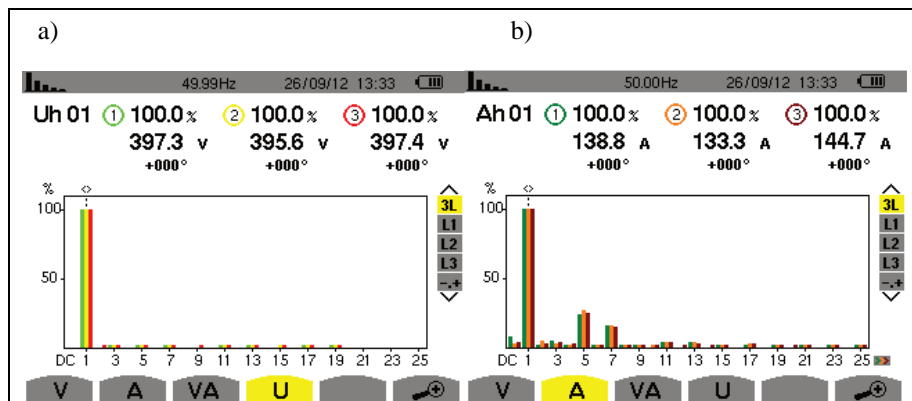 a)
49.99Hz 26/09/12 13:33
Uh 01 1 100.0% 2 100.0% 3 100.0%
397.3 V 395.6 V 397.4 V
+000° +000° +000°
%
100
50
DC 1 3 5 7 9 11 13 15 17 19 21 23 25
3L
L1
L2
L3
-.+
V A VA U
b)
50.00Hz 26/09/12 13:33
Ah 01 1 100.0% 2 100.0% 3 100.0%
138.8 A 133.3 A 144.7 A
+000° +000° +000°
%
100
50
DC 1 3 5 7 9 11 13 15 17 19 21 23 25
3L
L1
L2
L3
-.+
V A VA U